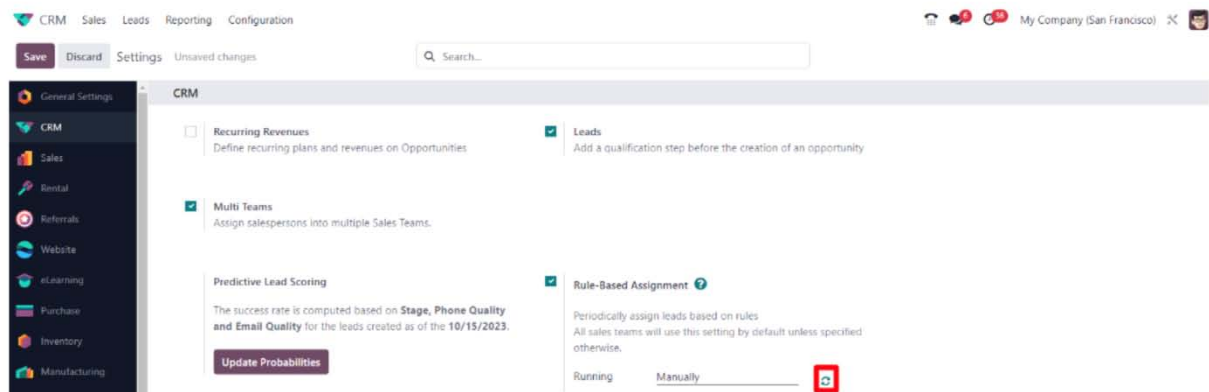 CRM Sales Leads Reporting Configuration 6 36 My Company (San Francisco)
Save Discard Settings Unsaved changes Search...
General Settings
CRM
Sales
Rental
Referrals
Website
eLearning
Purchase
Inventory
Manufacturing
CRM
Recurring Revenues
Define recurring plans and revenues on Opportunities
Leads
Add a qualification step before the creation of an opportunity
Multi Teams
Assign salespersons into multiple Sales Teams.
Predictive Lead Scoring
The success rate is computed based on Stage, Phone Quality
and Email Quality for the leads created as of the 10/15/2023.
Update Probabilities
Rule-Based Assignment ?
Periodically assign leads based on rules
All sales teams will use this setting by default unless specified
otherwise.
Running Manually